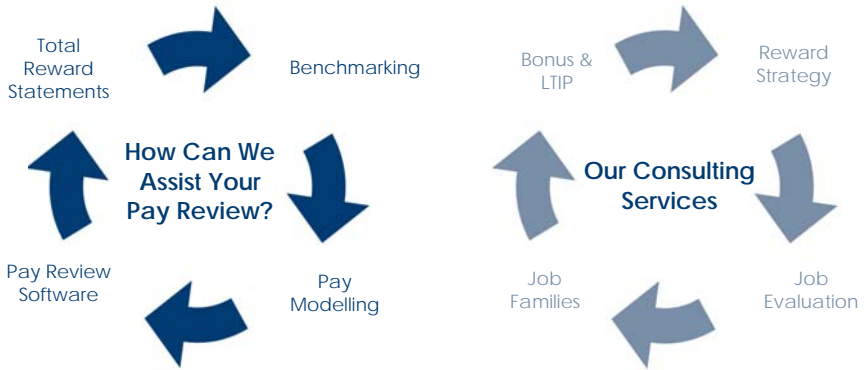 Total
Reward
Statements
Benchmarking
How Can We
Assist Your
Pay Review?
Pay Review
Software
Pay
Modelling
Bonus &
LTIP
Reward
Strategy
Our Consulting
Services
Job
Families
Job
Evaluation